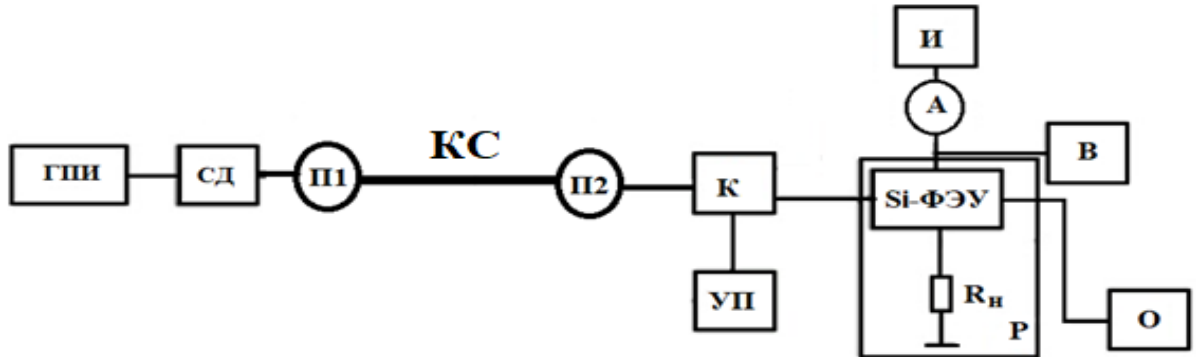 И
А
КС
В
ГПИ
СД
П1
П2
К
Si-ФЭУ
УП
Rн
Р
О